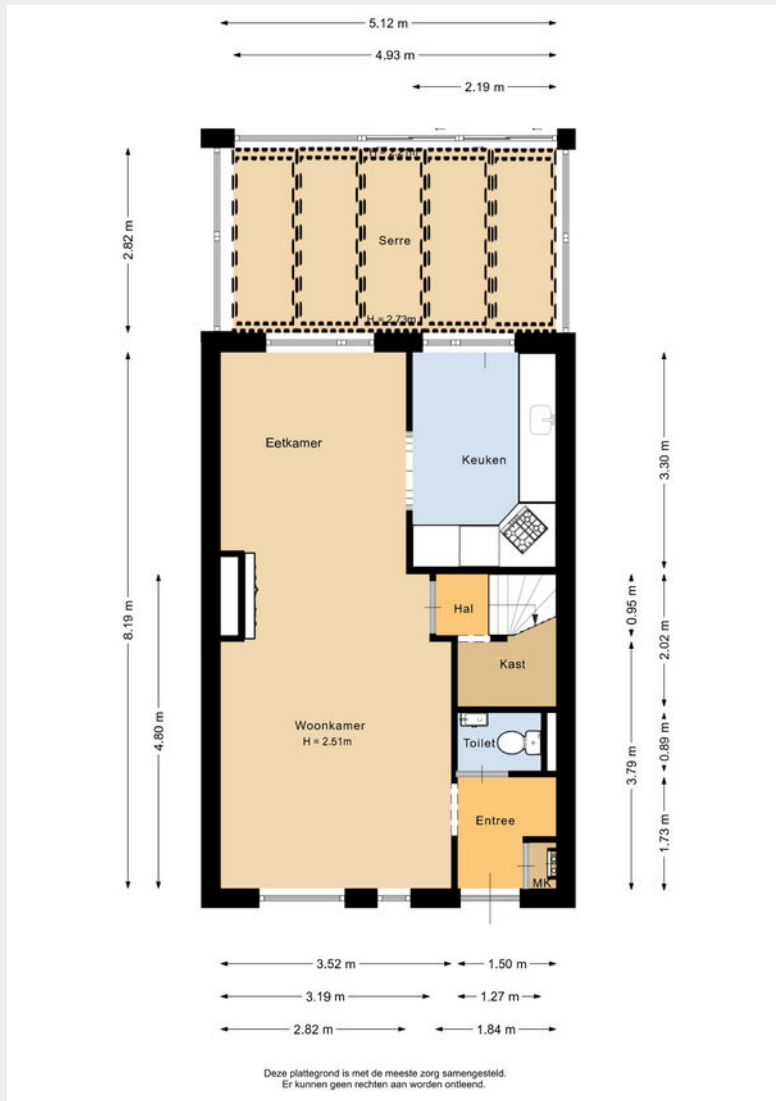 5.12 m
4.93 m
2.19 m
2.82 m
Serre
H = 2.73m
8.19 m
4.80 m
Eetkamer
Keuken
3.30 m
Hal
0.95 m
2.02 m
Kast
Woonkamer
H = 2.51m
Toilet
0.89 m
3.79 m
Entree
1.73 m
MK
3.52 m
1.50 m
3.19 m
1.27 m
2.82 m
1.84 m
Deze plattegrond is met de meeste zorg samengesteld.
Er kunnen geen rechten aan worden ontleend.